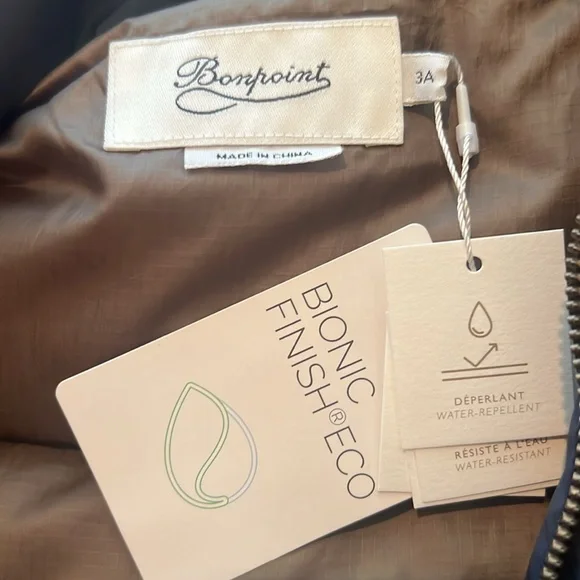 Bonpoint
3A
MADE IN CHINA
BIONIC
FINISH®ECO
DÉPERLANT
WATER-REPELLENT
RÉSISTE À L'EAU
WATER-RESISTANT